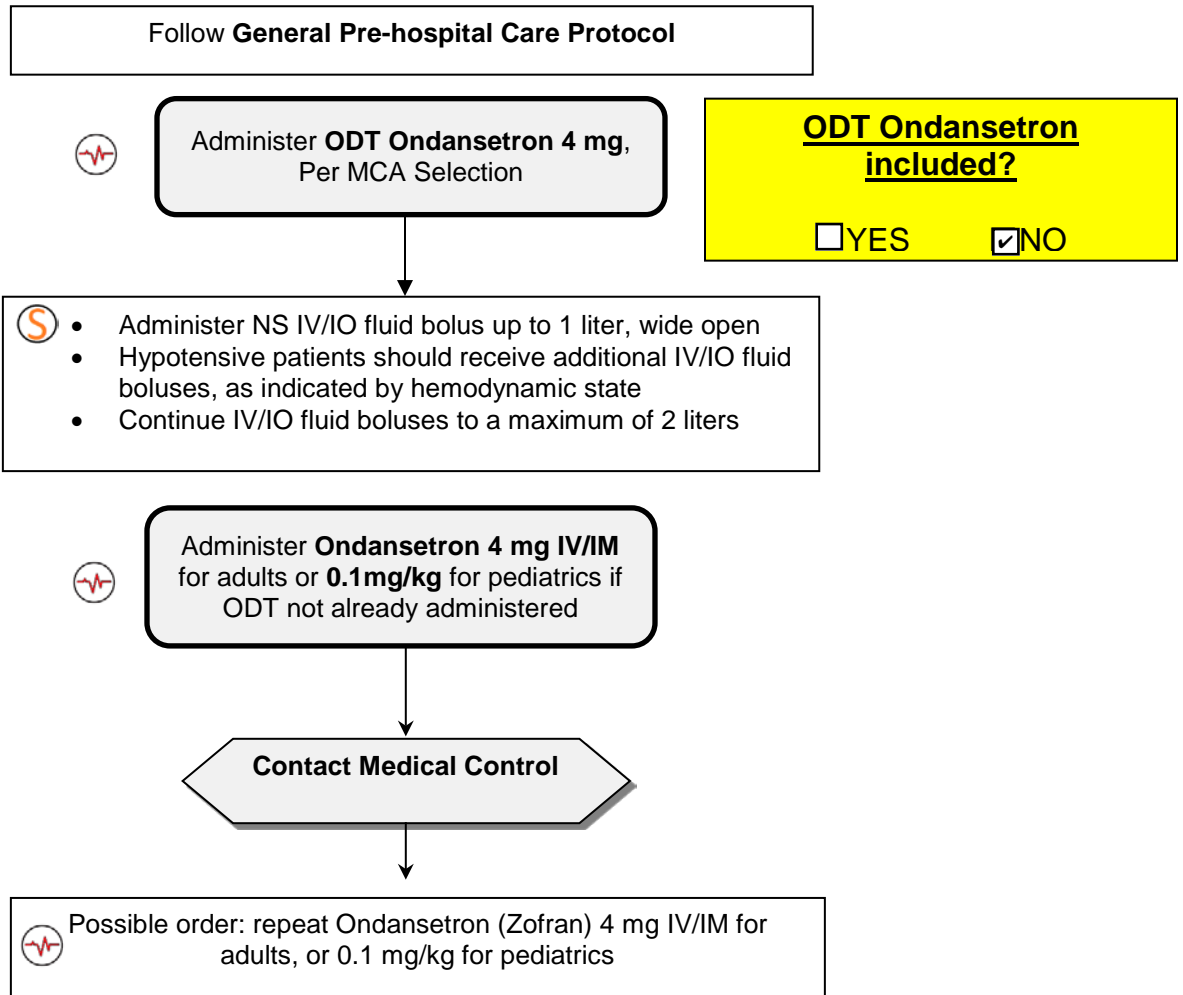 Follow General Pre-hospital Care Protocol
Administer ODT Ondansetron 4 mg,
Per MCA Selection
ODT Ondansetron
included?
☐YES ☑NO
S
• Administer NS IV/IO fluid bolus up to 1 liter, wide open
• Hypotensive patients should receive additional IV/IO fluid
boluses, as indicated by hemodynamic state
• Continue IV/IO fluid boluses to a maximum of 2 liters
Administer Ondansetron 4 mg IV/IM
for adults or 0.1mg/kg for pediatrics if
ODT not already administered
Contact Medical Control
Possible order: repeat Ondansetron (Zofran) 4 mg IV/IM for
adults, or 0.1 mg/kg for pediatrics